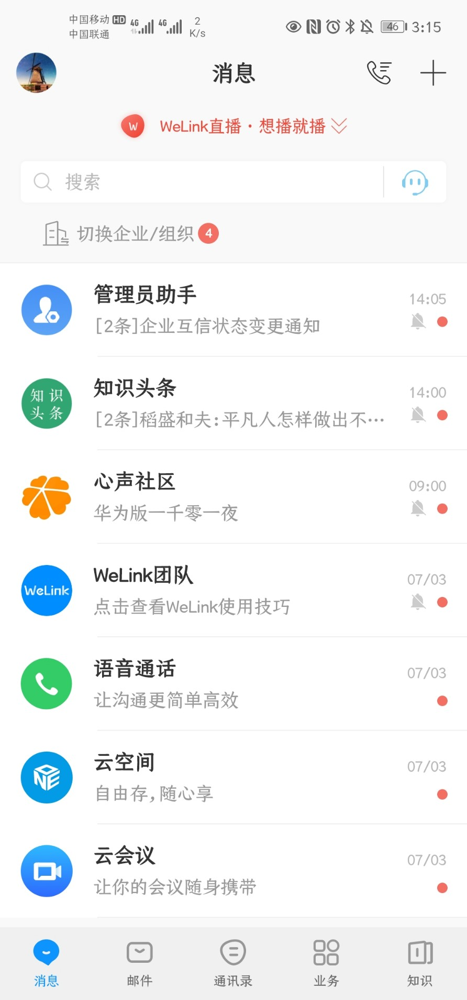 中国移动 HD 4G 4G 2 46 3:15
中国联通 K/s
消息
W WeLink直播·想播就播
搜索
切换企业/组织 4
管理员助手 14:05
[2条]企业互信状态变更通知
知识头条 知识头条 14:00
[2条]稻盛和夫:平凡人怎样做出不···
心声社区 09:00
华为版一千零一夜
WeLink WeLink团队 07/03
点击查看WeLink使用技巧
语音通话 07/03
让沟通更简单高效
ONE 云空间 07/03
自由存,随心享
云会议 07/03
让你的会议随身携带
消息 邮件 通讯录 业务 知识